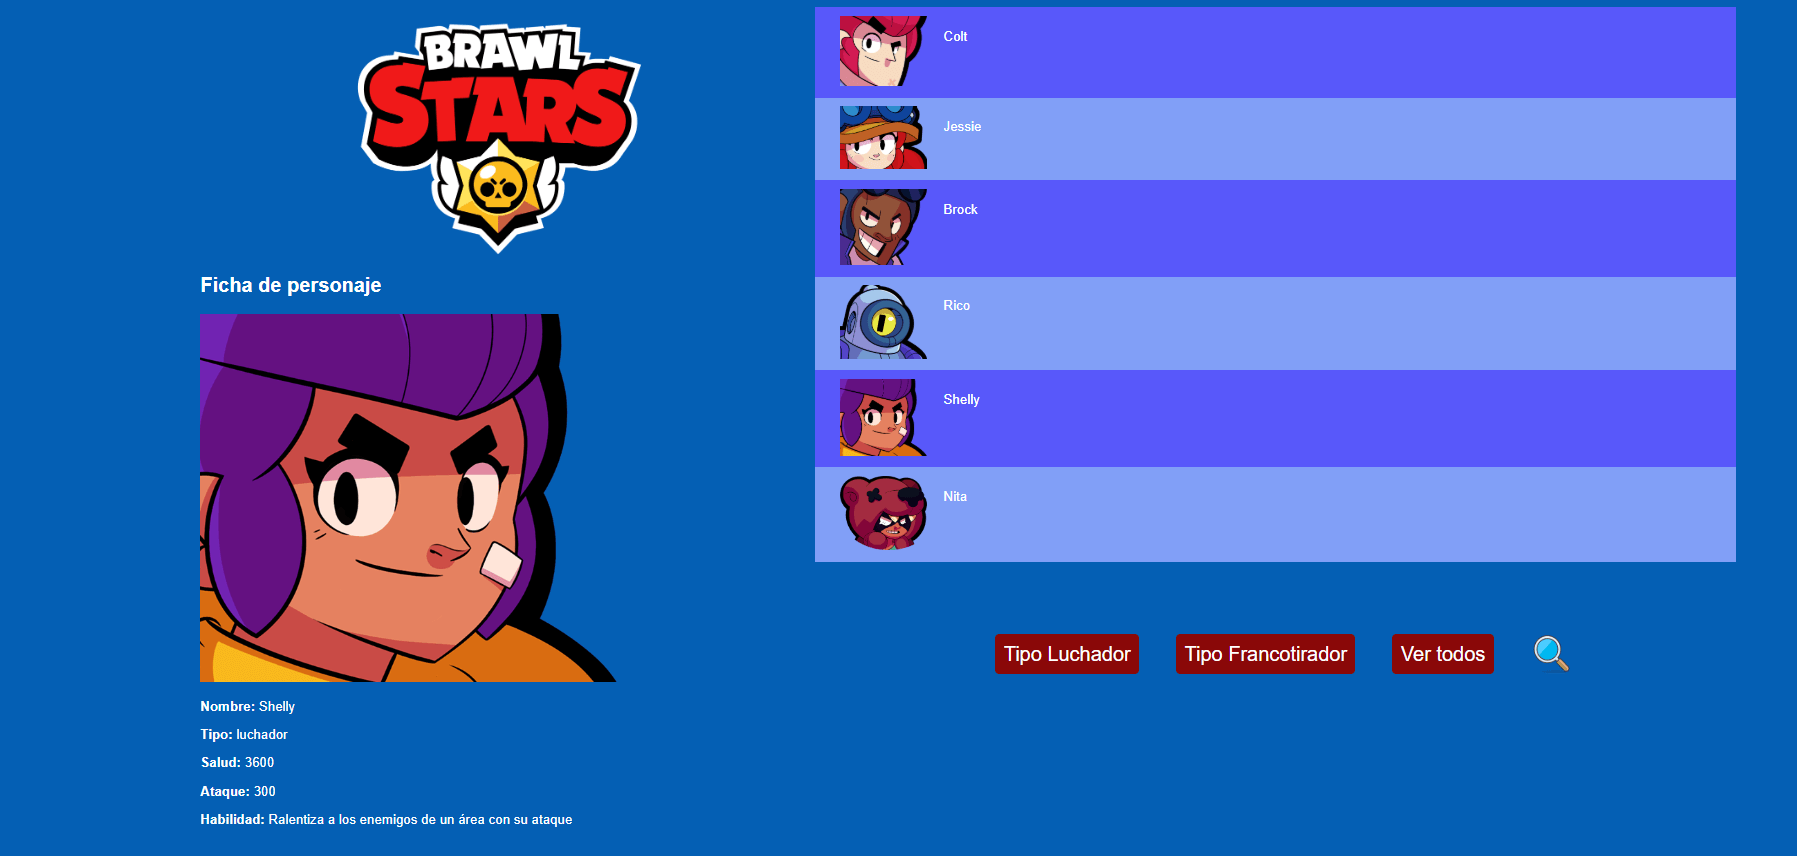 BRAWL
STARS
Ficha de personaje
Nombre: Shelly
Tipo: luchador
Salud: 3600
Ataque: 300
Habilidad: Ralentiza a los enemigos de un área con su ataque
Colt
Jessie
Brock
Rico
Shelly
Nita
Tipo Luchador
Tipo Francotirador
Ver todos